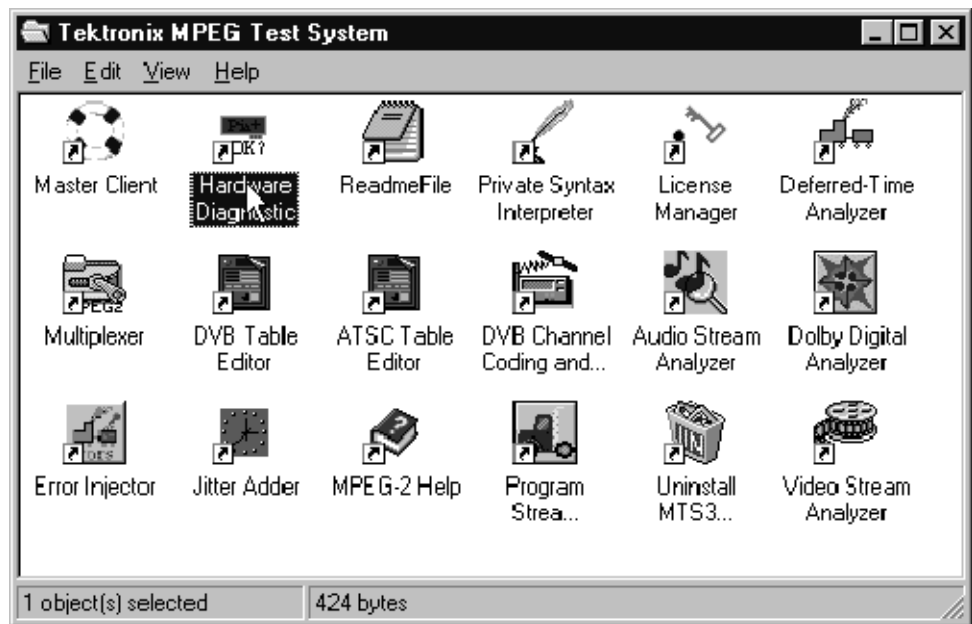 Tektronix MPEG Test System
File Edit View Help
Pixt
OK?
Master Client
Hardware
Diagnostic
ReadmeFile
Private Syntax
Interpreter
License
Manager
Deferred-Time
Analyzer
MPEG2
Multiplexer
DVB Table
Editor
ATSC Table
Editor
DVB Channel
Coding and...
Audio Stream
Analyzer
Dolby Digital
Analyzer
Error Injector
Jitter Adder
MPEG-2 Help
Program
Strea...
Uninstall
MTS3...
Video Stream
Analyzer
1 object(s) selected
424 bytes